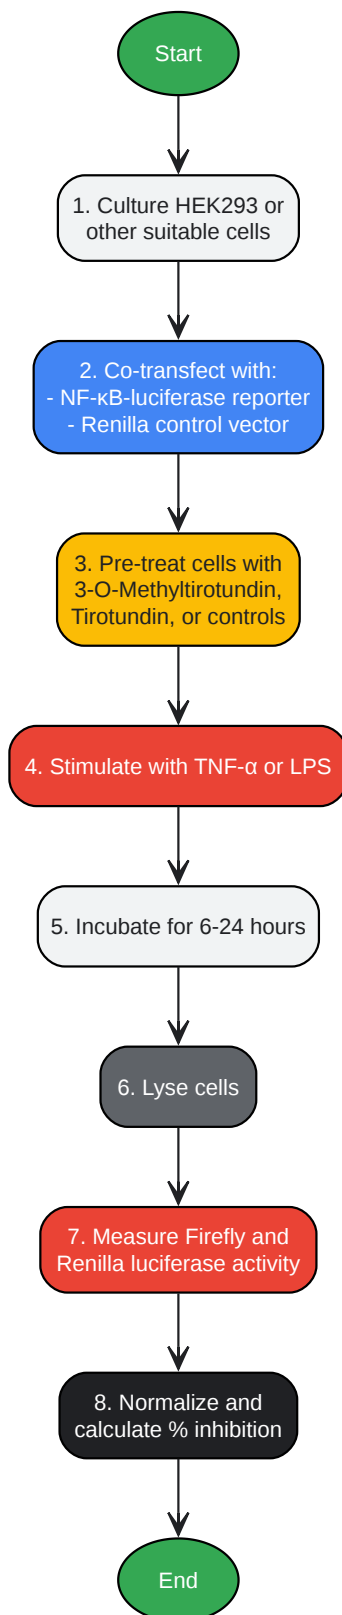 Start
1. Culture HEK293 or
other suitable cells
2. Co-transfect with:
- NF-κB-luciferase reporter
- Renilla control vector
3. Pre-treat cells with
3-O-Methyltirotundin,
Tirotundin, or controls
4. Stimulate with TNF-α or LPS
5. Incubate for 6-24 hours
6. Lyse cells
7. Measure Firefly and
Renilla luciferase activity
8. Normalize and
calculate % inhibition
End